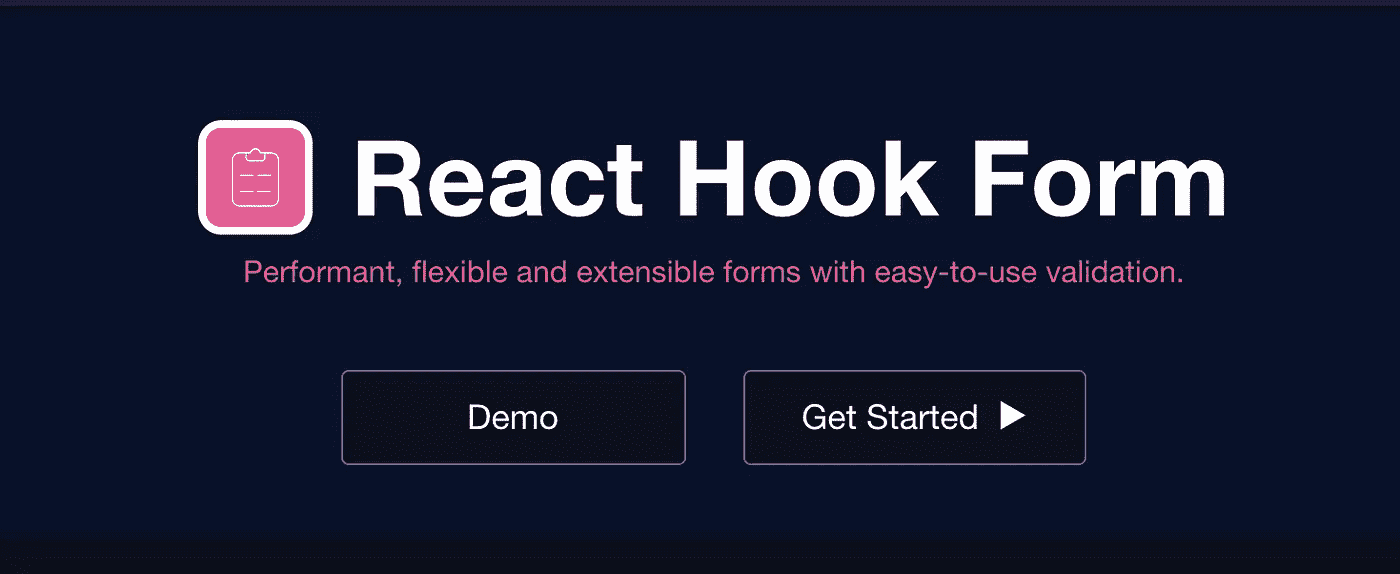 React Hook Form
Performant, flexible and extensible forms with easy-to-use validation.
Demo
Get Started ▶